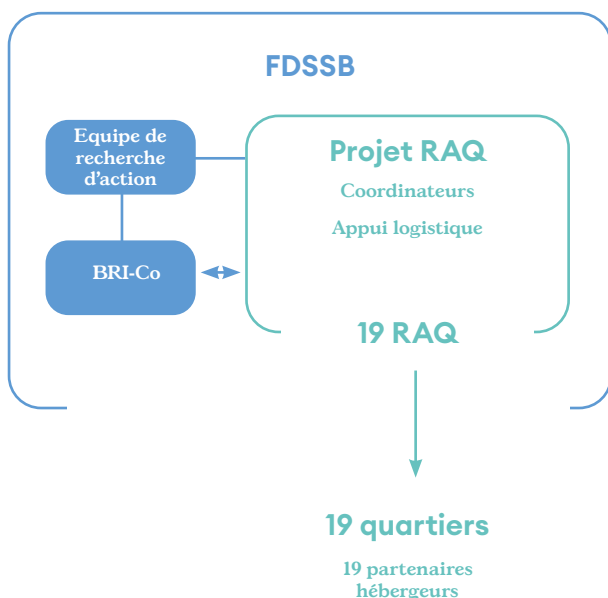 FDSSB
Equipe de
recherche
d’action
Projet RAQ
Coordinateurs
Appui logistique
BRI-Co
19 RAQ
19 quartiers
19 partenaires
hébergeurs